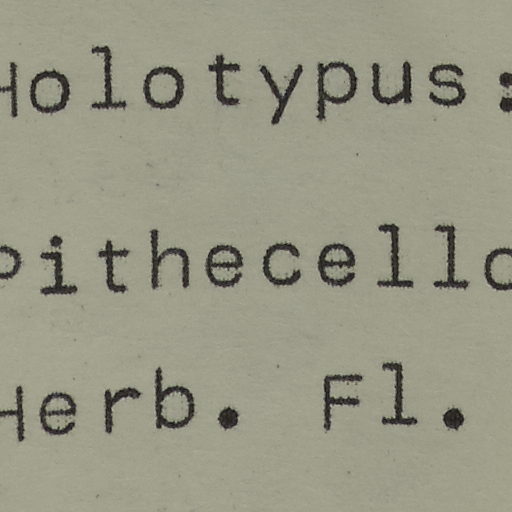 Holotypus:
Pithecello
Herb. Fl.